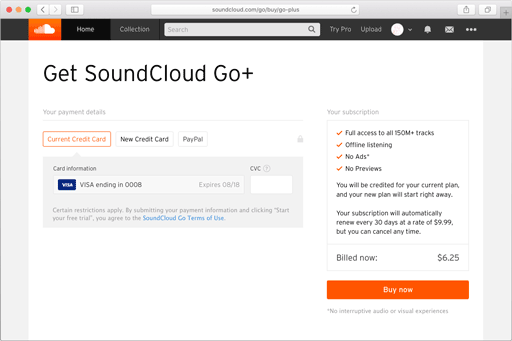 soundcloud.com/go/buy/go-plus
Home
Collection
Search
Try Pro
Upload
Get SoundCloud Go+
Your payment details
Current Credit Card
New Credit Card
PayPal
Card information
CVC
VISA
VISA ending in 0008
Expires 08/18
Certain restrictions apply. By submitting your payment information and clicking "Start
your free trial", you agree to the SoundCloud Go Terms of Use.
Your subscription
Full access to all 150M+ tracks
Offline listening
No Ads*
No Previews
You will be credited for your current plan,
and your new plan will start right away.
Your subscription will automatically
renew every 30 days at a rate of $9.99,
but you can cancel any time.
Billed now: $6.25
Buy now
*No interruptive audio or visual experiences